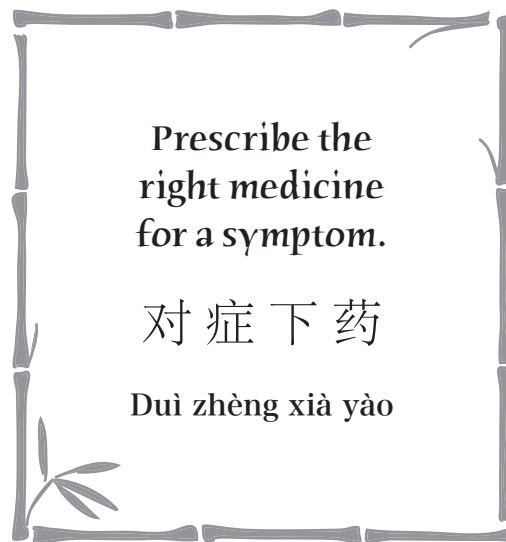 Prescribe the
right medicine
for a symptom.
对症下药
Duì zhèng xià yào